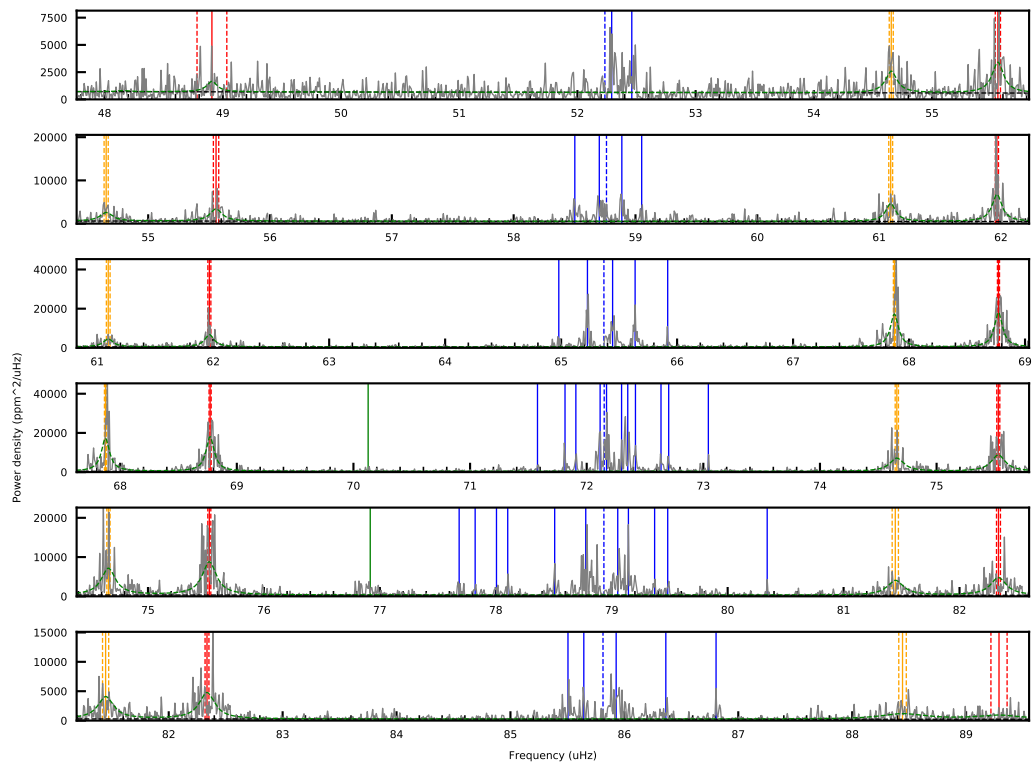 7500
5000
2500
0
48 49 50 51 52 53 54 55
20000
10000
0
55 56 57 58 59 60 61 62
40000
20000
0
61 62 63 64 65 66 67 68 69
Power density (ppm^2/uHz)
40000
20000
0
68 69 70 71 72 73 74 75
20000
10000
0
75 76 77 78 79 80 81 82
15000
10000
5000
0
82 83 84 85 86 87 88 89
Frequency (uHz)